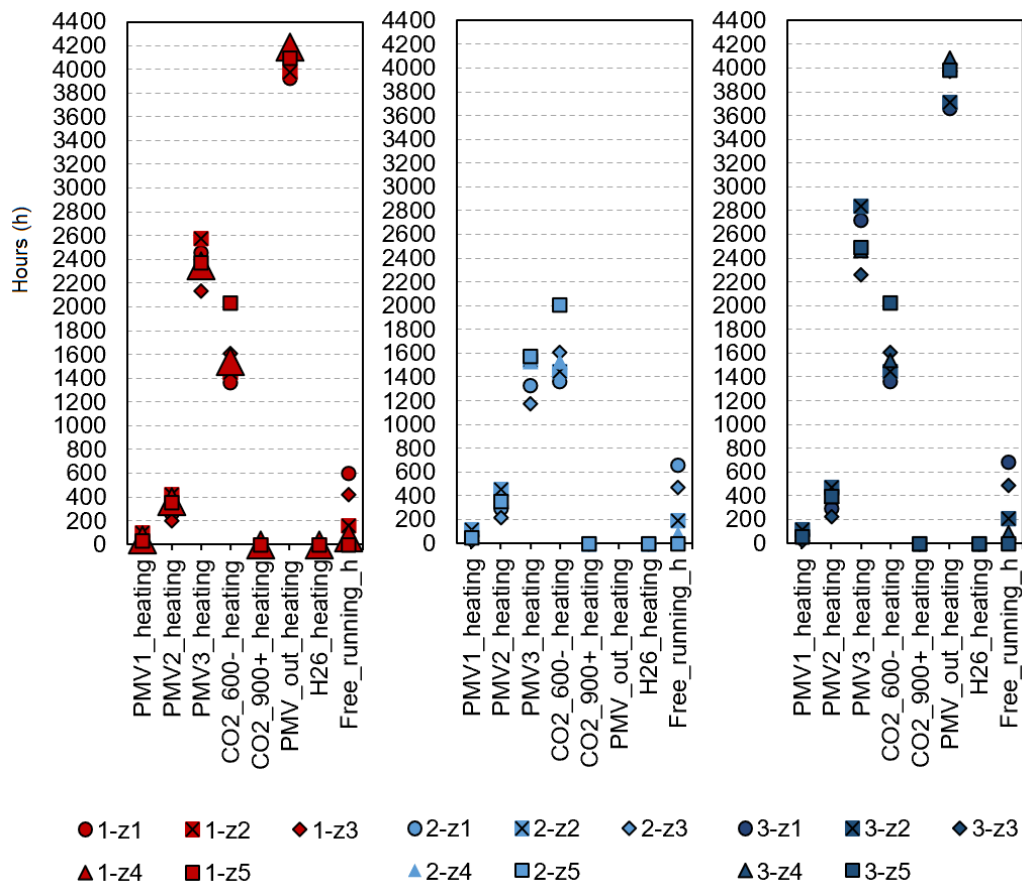 Hours (h)
4400
4200
4000
3800
3600
3400
3200
3000
2800
2600
2400
2200
2000
1800
1600
1400
1200
1000
800
600
400
200
0
PMV1_heating
PMV2_heating
PMV3_heating
CO2_600-_heating
CO2_900+_heating
PMV_out_heating
H26_heating
Free_running_h
4400
4200
4000
3800
3600
3400
3200
3000
2800
2600
2400
2200
2000
1800
1600
1400
1200
1000
800
600
400
200
0
PMV1_heating
PMV2_heating
PMV3_heating
CO2_600-_heating
CO2_900+_heating
PMV_out_heating
H26_heating
Free_running_h
4400
4200
4000
3800
3600
3400
3200
3000
2800
2600
2400
2200
2000
1800
1600
1400
1200
1000
800
600
400
200
0
PMV1_heating
PMV2_heating
PMV3_heating
CO2_600-_heating
CO2_900+_heating
PMV_out_heating
H26_heating
Free_running_h
1-z1 1-z2 1-z3
1-z4 1-z5
2-z1 2-z2 2-z3
2-z4 2-z5
3-z1 3-z2 3-z3
3-z4 3-z5